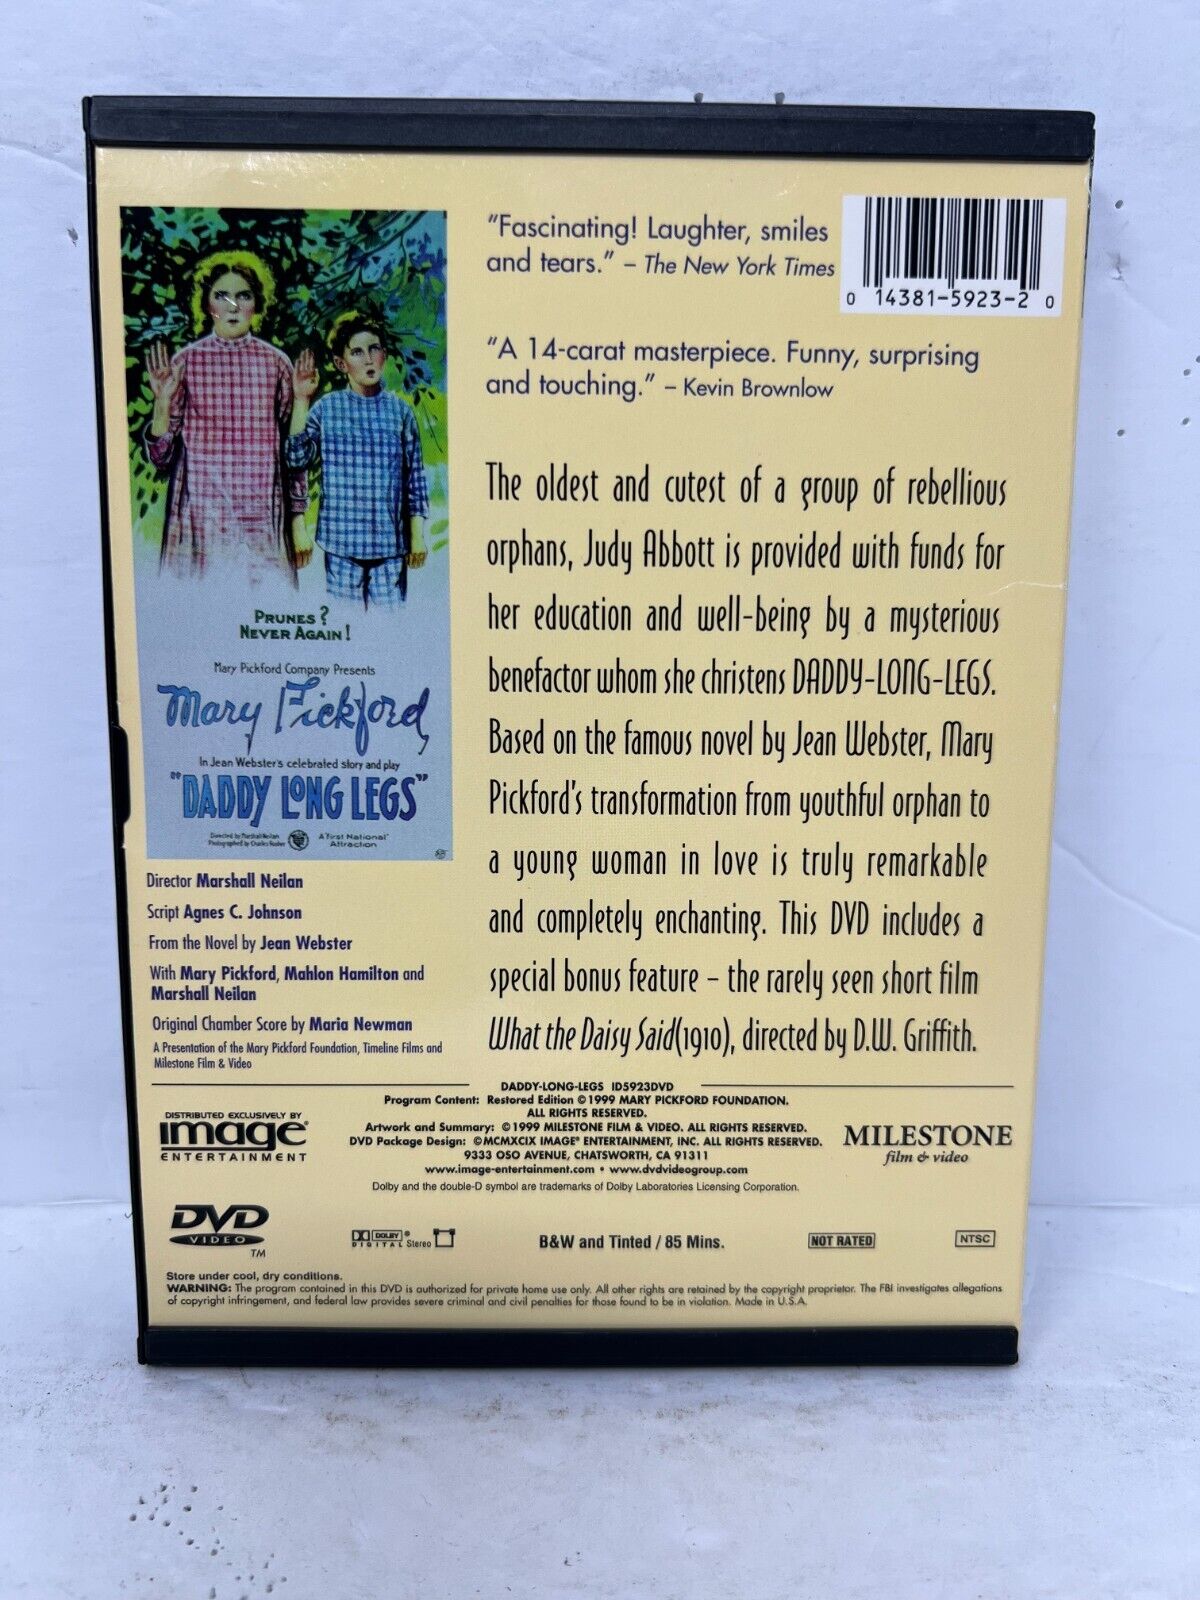 "Fascinating! Laughter, smiles
and tears." – The New York Times
0 14381-5923-2 0
"A 14-carat masterpiece. Funny, surprising
and touching." – Kevin Brownlow
The oldest and cutest of a group of rebellious
orphans, Judy Abbott is provided with funds for
her education and well-being by a mysterious
benefactor whom she christens DADDY-LONG-LEGS.
Based on the famous novel by Jean Webster, Mary
Pickford's transformation from youthful orphan to
a young woman in love is truly remarkable
and completely enchanting. This DVD includes a
special bonus feature – the rarely seen short film
What the Daisy Said(1910), directed by D.W. Griffith.
PRUNES?
NEVER AGAIN!
Mary Pickford Company Presents
Mary Pickford
In Jean Webster's celebrated story and play
"DADDY LONG LEGS"
Directed by Marshall Neilan
Photographed by Charles Rosher
A First National
Attraction
Director Marshall Neilan
Script Agnes C. Johnson
From the Novel by Jean Webster
With Mary Pickford, Mahlon Hamilton and
Marshall Neilan
Original Chamber Score by Maria Newman
A Presentation of the Mary Pickford Foundation, Timeline Films and
Milestone Film & Video
DADDY-LONG-LEGS ID5923DVD
Program Content: Restored Edition ©1999 MARY PICKFORD FOUNDATION.
ALL RIGHTS RESERVED.
Artwork and Summary: ©1999 MILESTONE FILM & VIDEO. ALL RIGHTS RESERVED.
DVD Package Design: ©MCMXCIX IMAGE® ENTERTAINMENT, INC. ALL RIGHTS RESERVED.
9333 OSO AVENUE, CHATSWORTH, CA 91311
www.image-entertainment.com • www.dvdvideogroup.com
Dolby and the double-D symbol are trademarks of Dolby Laboratories Licensing Corporation.
DISTRIBUTED EXCLUSIVELY BY
image®
ENTERTAINMENT
MILESTONE
film & video
DVD
VIDEO
TM
DOLBY®
DIGITAL Stereo
B&W and Tinted / 85 Mins.
NOT RATED
NTSC
Store under cool, dry conditions.
WARNING: The program contained in this DVD is authorized for private home use only. All other rights are retained by the copyright proprietor. The FBI investigates allegations
of copyright infringement, and federal law provides severe criminal and civil penalties for those found to be in violation. Made in U.S.A.